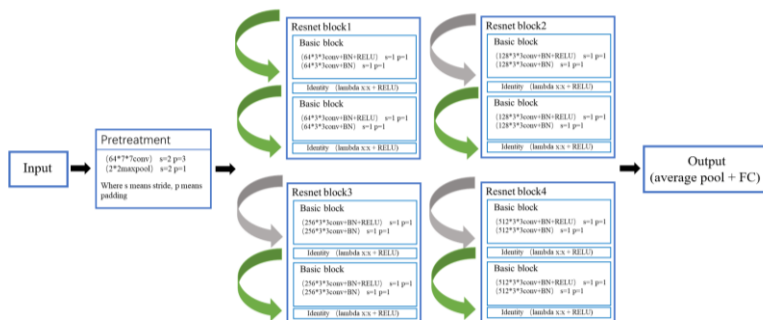 Input
Pretreatment
(64*7*7conv) s=2 p=3
(2*2maxpool) s=2 p=1
Where s means stride, p means
padding
Resnet block1
Basic block
(64*3*3conv+BN+RELU) s=1 p=1
(64*3*3conv+BN) s=1 p=1
Identity (lambda x:x + RELU)
Basic block
(64*3*3conv+BN+RELU) s=1 p=1
(64*3*3conv+BN) s=1 p=1
Identity (lambda x:x + RELU)
Resnet block2
Basic block
(128*3*3conv+BN+RELU) s=1 p=1
(128*3*3conv+BN) s=1 p=1
Identity (lambda x:x + RELU)
Basic block
(128*3*3conv+BN+RELU) s=1 p=1
(128*3*3conv+BN) s=1 p=1
Identity (lambda x:x + RELU)
Resnet block3
Basic block
(256*3*3conv+BN+RELU) s=1 p=1
(256*3*3conv+BN) s=1 p=1
Identity (lambda x:x + RELU)
Basic block
(256*3*3conv+BN+RELU) s=1 p=1
(256*3*3conv+BN) s=1 p=1
Identity (lambda x:x + RELU)
Resnet block4
Basic block
(512*3*3conv+BN+RELU) s=1 p=1
(512*3*3conv+BN) s=1 p=1
Identity (lambda x:x + RELU)
Basic block
(512*3*3conv+BN+RELU) s=1 p=1
(512*3*3conv+BN) s=1 p=1
Identity (lambda x:x + RELU)
Output
(average pool + FC)